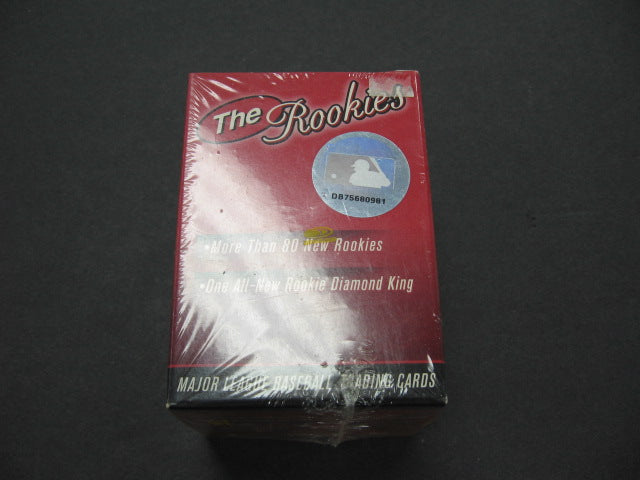 The Rookies
DB75680981
•More Than 80 New Rookies
•One All-New Rookie Diamond King
MAJOR LEAGUE BASEBALL TRADING CARDS